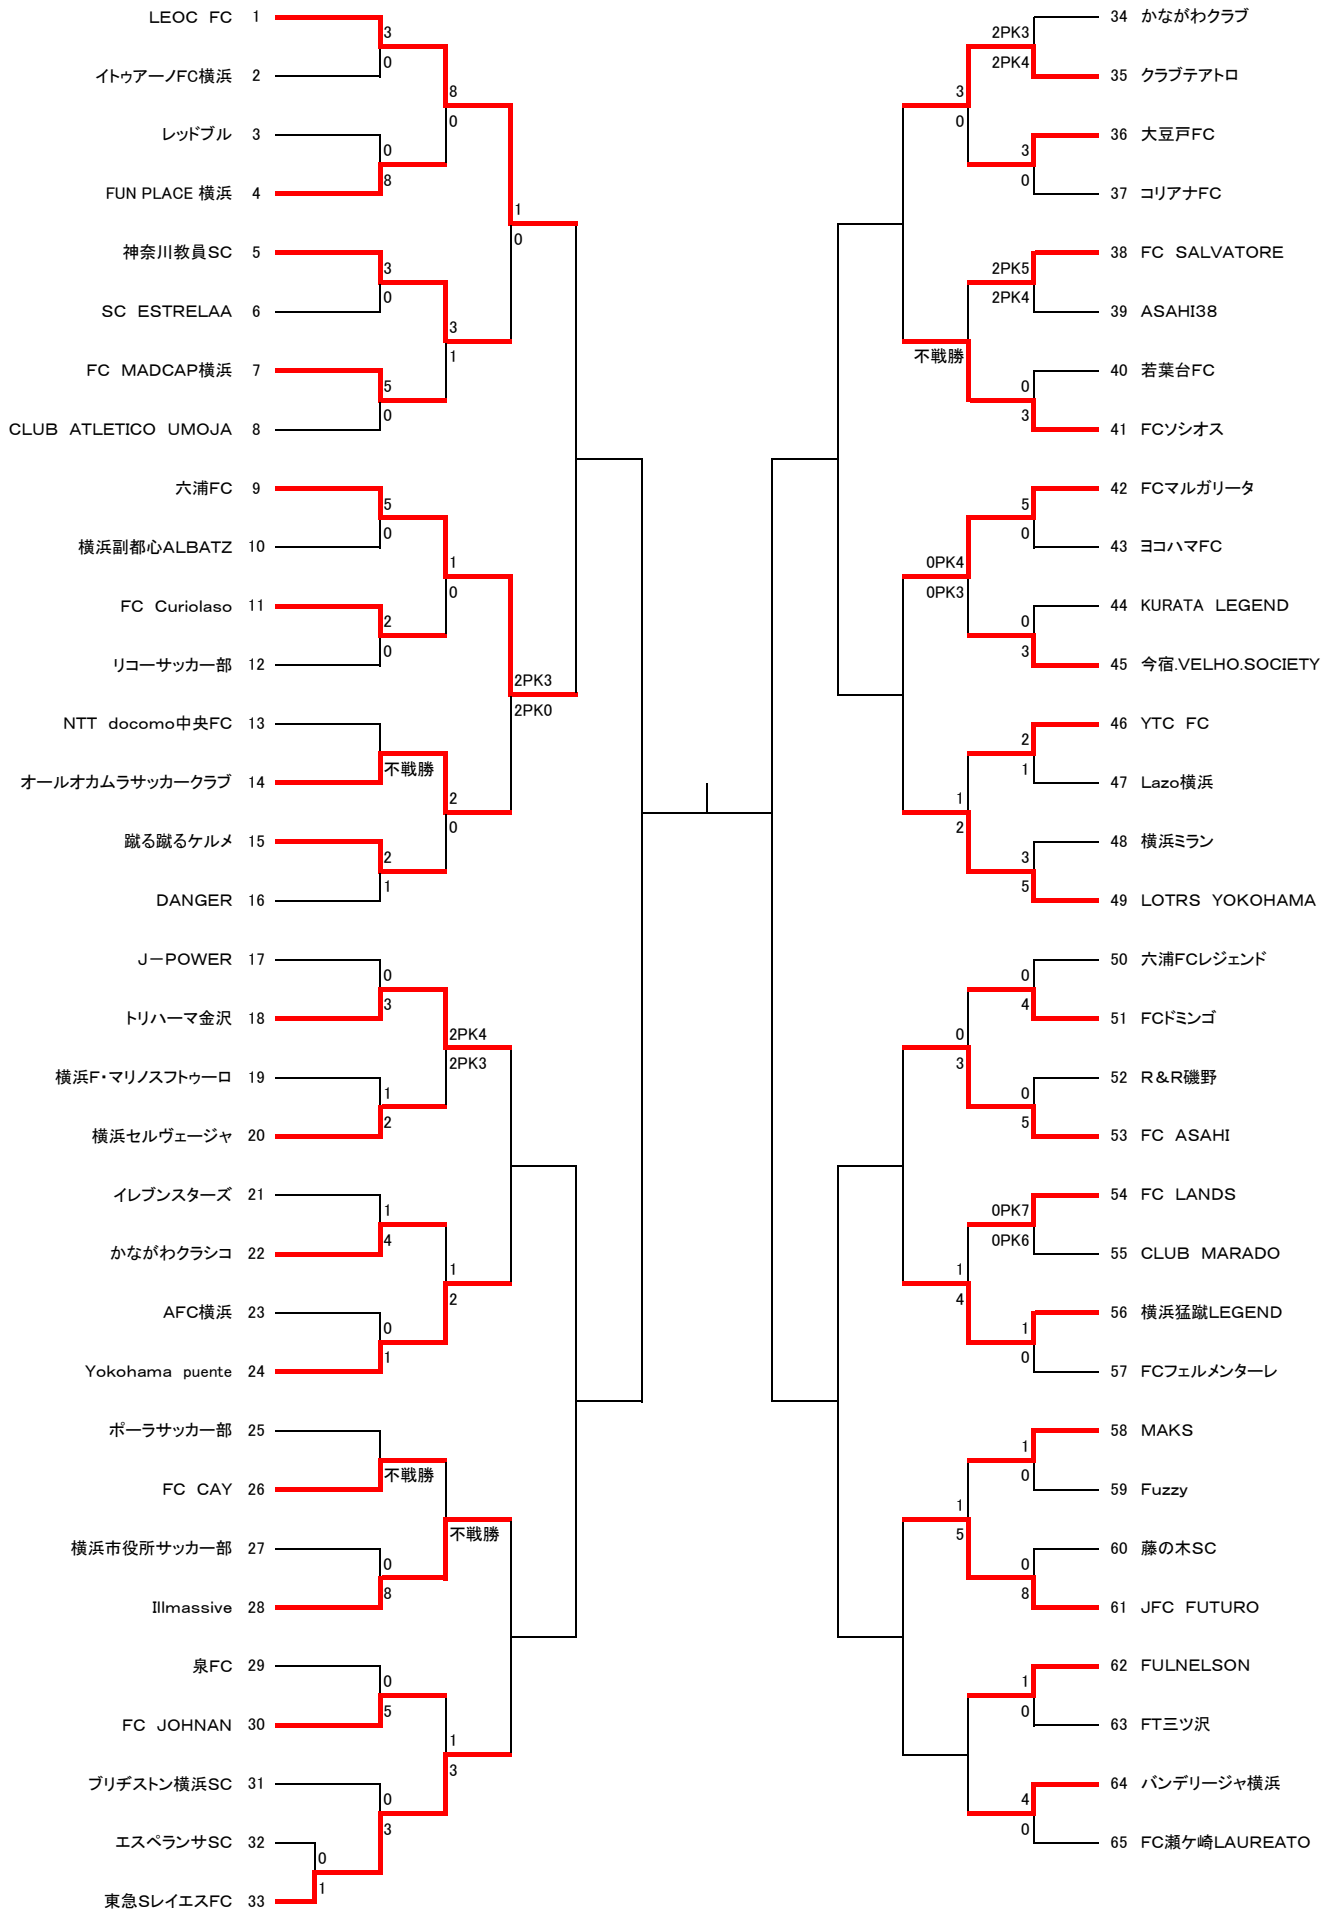 LEOC FC 1
3
0
イトゥアーノFC横浜 2
8
0
レッドブル 3
0
8
FUN PLACE 横浜 4
1
0
神奈川教員SC 5
3
0
SC ESTRELAA 6
3
1
FC MADCAP横浜 7
5
0
CLUB ATLETICO UMOJA 8
六浦FC 9
5
0
横浜副都心ALBATZ 10
1
0
FC Curiolaso 11
2
0
リコーサッカー部 12
2PK3
2PK0
NTT docomo中央FC 13
不戦勝
オールオカムラサッカークラブ 14
2
0
蹴る蹴るケルメ 15
2
1
DANGER 16
J－POWER 17
0
3
トリハーマ金沢 18
2PK4
2PK3
横浜F・マリノスフトゥーロ 19
1
2
横浜セルヴェージャ 20
イレブンスターズ 21
1
4
かながわクラシコ 22
1
2
AFC横浜 23
0
1
Yokohama puente 24
ポーラサッカー部 25
不戦勝
FC CAY 26
不戦勝
横浜市役所サッカー部 27
0
8
Illmassive 28
泉FC 29
0
5
FC JOHNAN 30
1
3
ブリヂストン横浜SC 31
0
3
エスペランサSC 32
0
1
東急SレイエスFC 33
34 かながわクラブ
2PK3
2PK4
35 クラブテアトロ
3
0
36 大豆戸FC
3
0
37 コリアナFC
38 FC SALVATORE
2PK5
2PK4
39 ASAHI38
不戦勝
40 若葉台FC
0
3
41 FCソシオス
42 FCマルガリータ
5
0
43 ヨコハマFC
0PK4
0PK3
44 KURATA LEGEND
0
3
45 今宿.VELHO.SOCIETY
46 YTC FC
2
1
47 Lazo横浜
1
2
48 横浜ミラン
3
5
49 LOTRS YOKOHAMA
50 六浦FCレジェンド
0
4
51 FCドミンゴ
0
3
52 R＆R磯野
0
5
53 FC ASAHI
54 FC LANDS
0PK7
0PK6
55 CLUB MARADO
1
4
56 横浜猛蹴LEGEND
1
0
57 FCフェルメンターレ
58 MAKS
1
0
59 Fuzzy
1
5
60 藤の木SC
0
8
61 JFC FUTURO
62 FULNELSON
1
0
63 FT三ツ沢
64 バンデリージャ横浜
4
0
65 FC瀬ケ崎LAUREATO